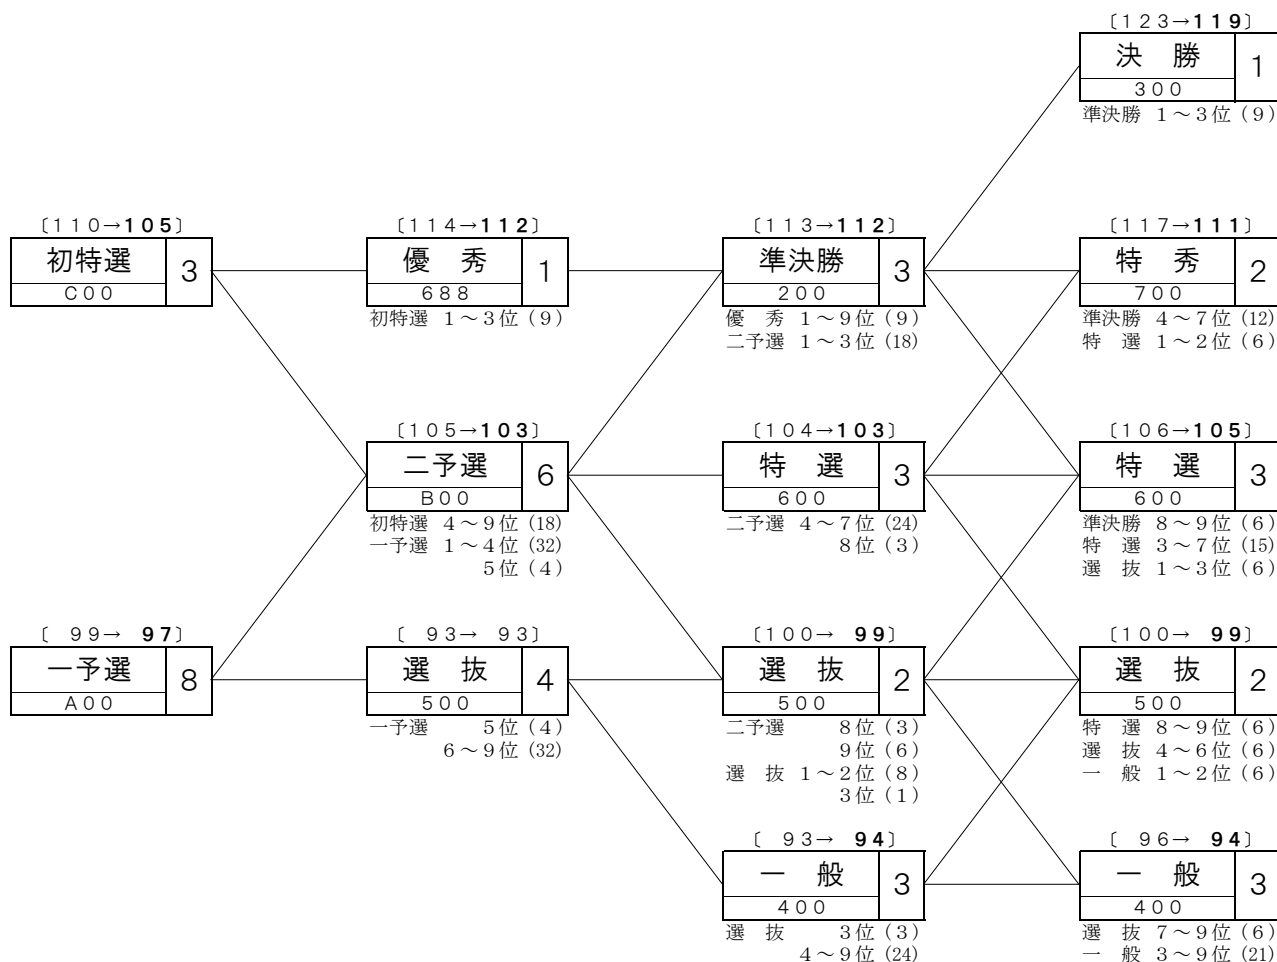 〔１２３→１１９〕
決　勝 1
３００
準決勝 １～３位（９）
〔１１０→１０５〕
初特選 3
Ｃ００
〔１１４→１１２〕
優　秀 1
６８８
初特選 １～３位（９）
〔１１３→１１２〕
準決勝 3
２００
優　秀 １～９位（９）
二予選 １～３位（18）
〔１１７→１１１〕
特　秀 2
７００
準決勝 ４～７位（12）
特　選 １～２位（６）
〔１０５→１０３〕
二予選 6
Ｂ００
初特選 ４～９位（18）
一予選 １～４位（32）
５位（４）
〔１０４→１０３〕
特　選 3
６００
二予選 ４～７位（24）
８位（３）
〔１０６→１０５〕
特　選 3
６００
準決勝 ８～９位（６）
特　選 ３～７位（15）
選　抜 １～３位（６）
〔　９９→　９７〕
一予選 8
Ａ００
〔　９３→　９３〕
選　抜 4
５００
一予選　　５位（４）
６～９位（32）
〔１００→　９９〕
選　抜 2
５００
二予選　　８位（３）
９位（６）
選　抜 １～２位（８）
３位（１）
〔１００→　９９〕
選　抜 2
５００
特　選 ８～９位（６）
選　抜 ４～６位（６）
一　般 １～２位（６）
〔　９３→　９４〕
一　般 3
４００
選　抜　　３位（３）
４～９位（24）
〔　９６→　９４〕
一　般 3
４００
選　抜 ７～９位（６）
一　般 ３～９位（21）